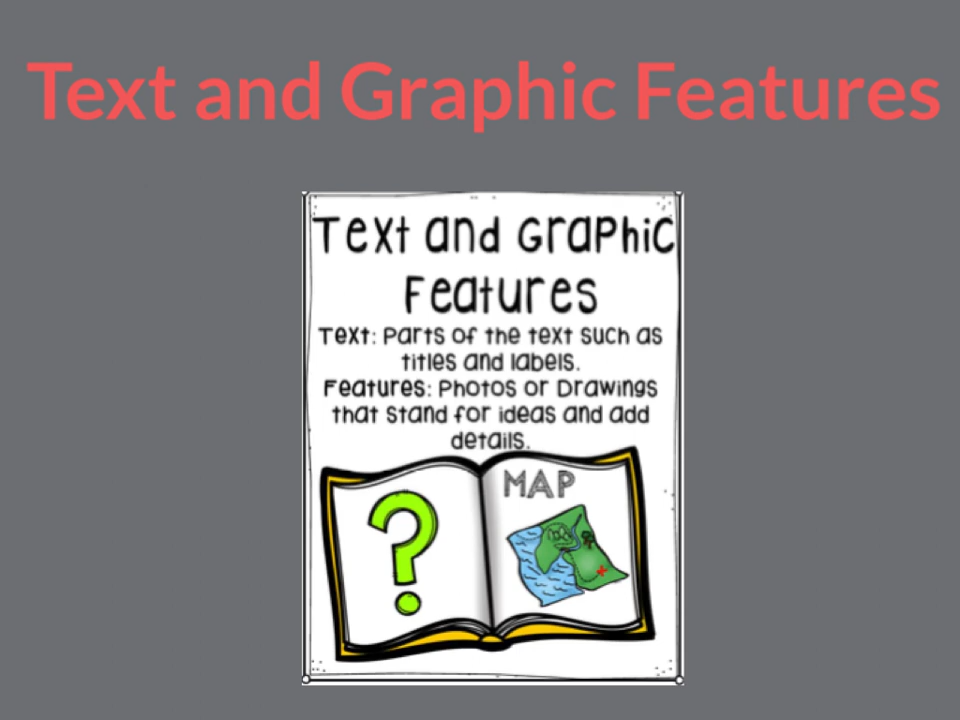 Text and Graphic Features
Text and Graphic
Features
Text: Parts of the text such as
titles and labels.
Features: Photos or Drawings
that stand for ideas and add
details.
MAP
?